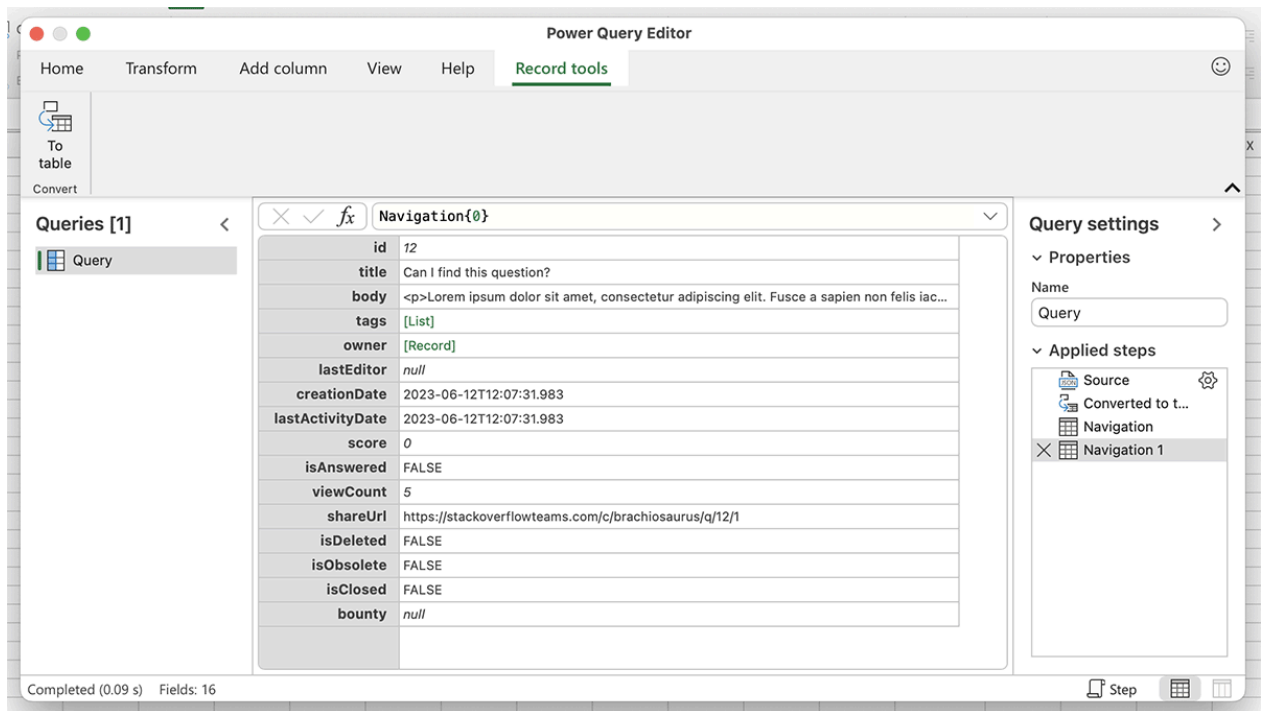 Power Query Editor
Home Transform Add column View Help Record tools
To
table
Convert
X
Queries [1]
Query
fx Navigation{0}
id 12
title Can I find this question?
body <p>Lorem ipsum dolor sit amet, consectetur adipiscing elit. Fusce a sapien non felis iac...
tags [List]
owner [Record]
lastEditor null
creationDate 2023-06-12T12:07:31.983
lastActivityDate 2023-06-12T12:07:31.983
score 0
isAnswered FALSE
viewCount 5
shareUrl https://stackoverflowteams.com/c/brachiosaurus/q/12/1
isDeleted FALSE
isObsolete FALSE
isClosed FALSE
bounty null
Query settings
Properties
Name
Query
Applied steps
JSON Source
Converted to t...
Navigation
Navigation 1
Completed (0.09 s) Fields: 16
Step